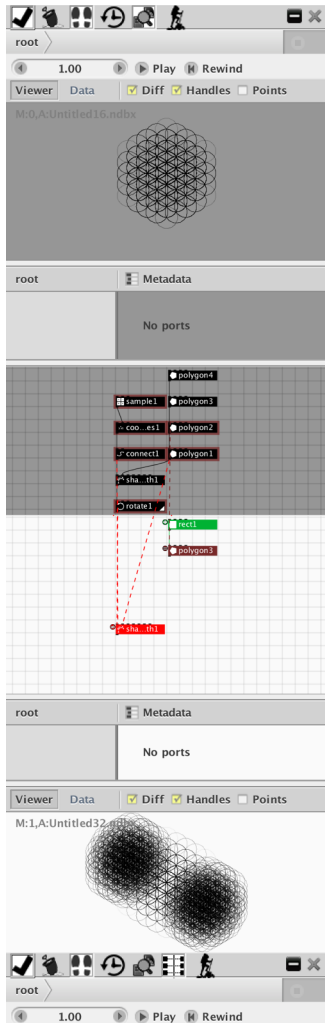 root
1.00 Play Rewind
Viewer Data Diff Handles Points
M:0,A:Untitled16.ndbx
root Metadata
No ports
polygon4
sample1 polygon3
coo...es1 polygon2
connect1 polygon1
sha...th1
rotate1
rect1
polygon3
sha...th1
root Metadata
No ports
Viewer Data Diff Handles Points
M:1,A:Untitled32.ndbx
root
1.00 Play Rewind